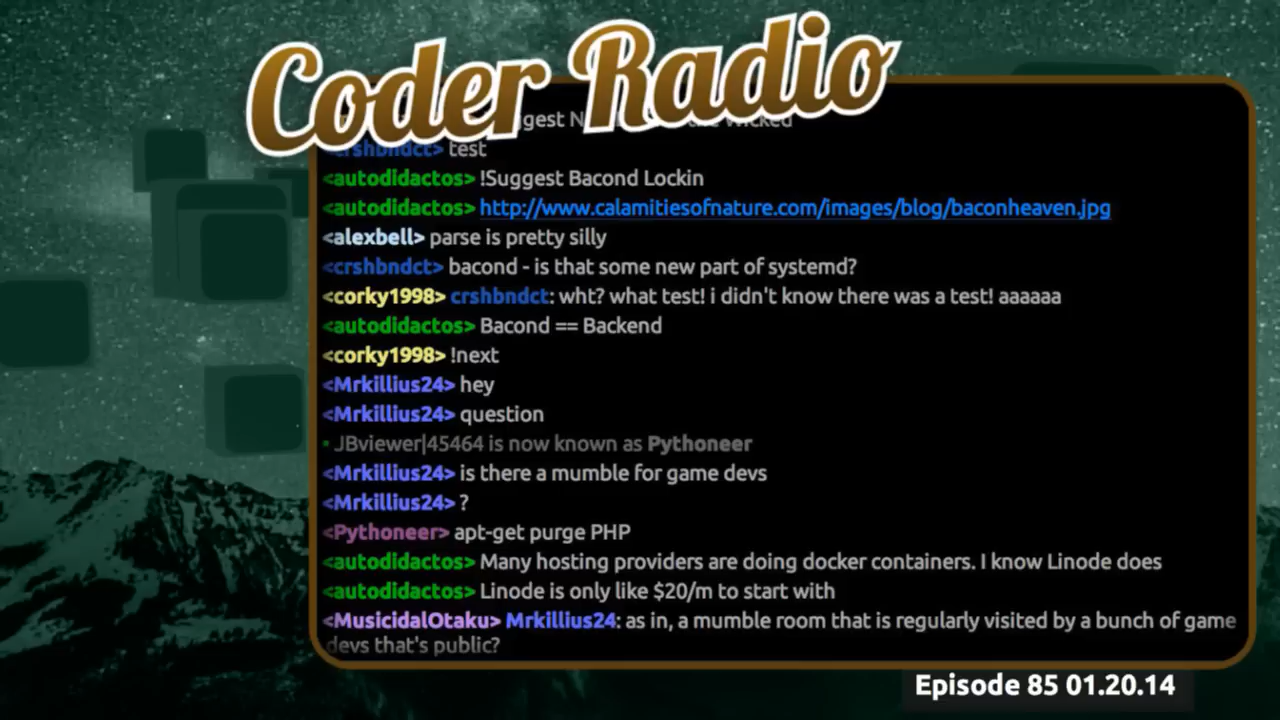 Coder Radio
Wicked
<crshbndct> test
<autodidactos> !Suggest Bacond Lockin
<autodidactos> http://www.calamitiesofnature.com/images/blog/baconheaven.jpg
<alexbell> parse is pretty silly
<crshbndct> bacond - is that some new part of systemd?
<corky1998> crshbndct: wht? what test! i didn't know there was a test! aaaaaa
<autodidactos> Bacond == Backend
<corky1998> !next
<Mrkillius24> hey
<Mrkillius24> question
• JBviewer|45464 is now known as Pythoneer
<Mrkillius24> is there a mumble for game devs
<Mrkillius24> ?
<Pythoneer> apt-get purge PHP
<autodidactos> Many hosting providers are doing docker containers. I know Linode does
<autodidactos> Linode is only like $20/m to start with
<MusicidalOtaku> Mrkillius24: as in, a mumble room that is regularly visited by a bunch of game
devs that's public?
Episode 85 01.20.14